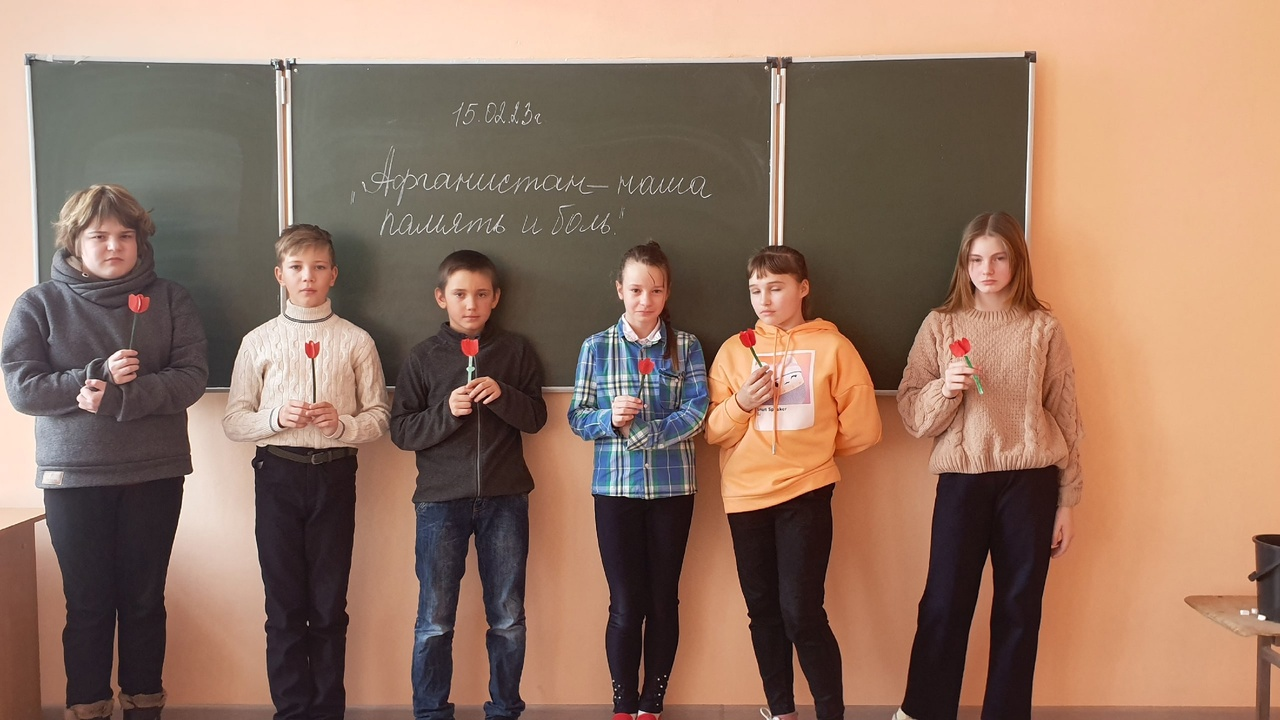 15.02.23г
„Афганистан – наша
память и боль."